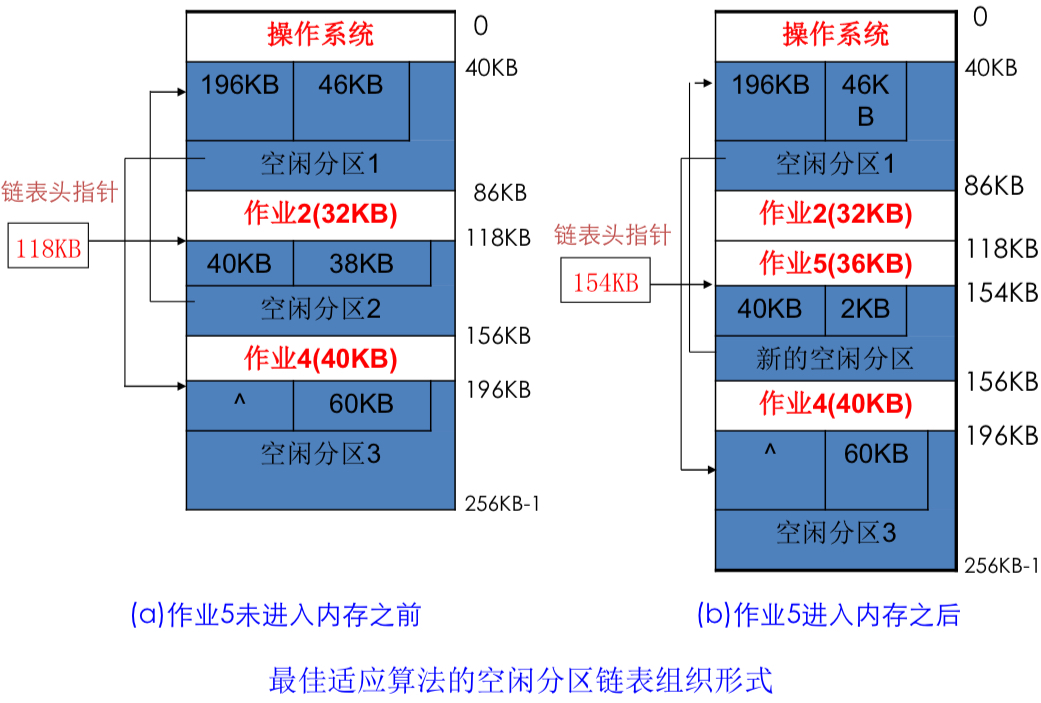 操作系统
0
40KB
196KB
46KB
空闲分区1
86KB
链表头指针
118KB
作业2(32KB)
118KB
40KB
38KB
空闲分区2
156KB
作业4(40KB)
196KB
^
60KB
空闲分区3
256KB-1
(a)作业5未进入内存之前
操作系统
0
40KB
196KB
46K
B
空闲分区1
86KB
作业2(32KB)
链表头指针
154KB
118KB
作业5(36KB)
154KB
40KB
2KB
新的空闲分区
156KB
作业4(40KB)
196KB
^
60KB
空闲分区3
256KB-1
(b)作业5进入内存之后
最佳适应算法的空闲分区链表组织形式